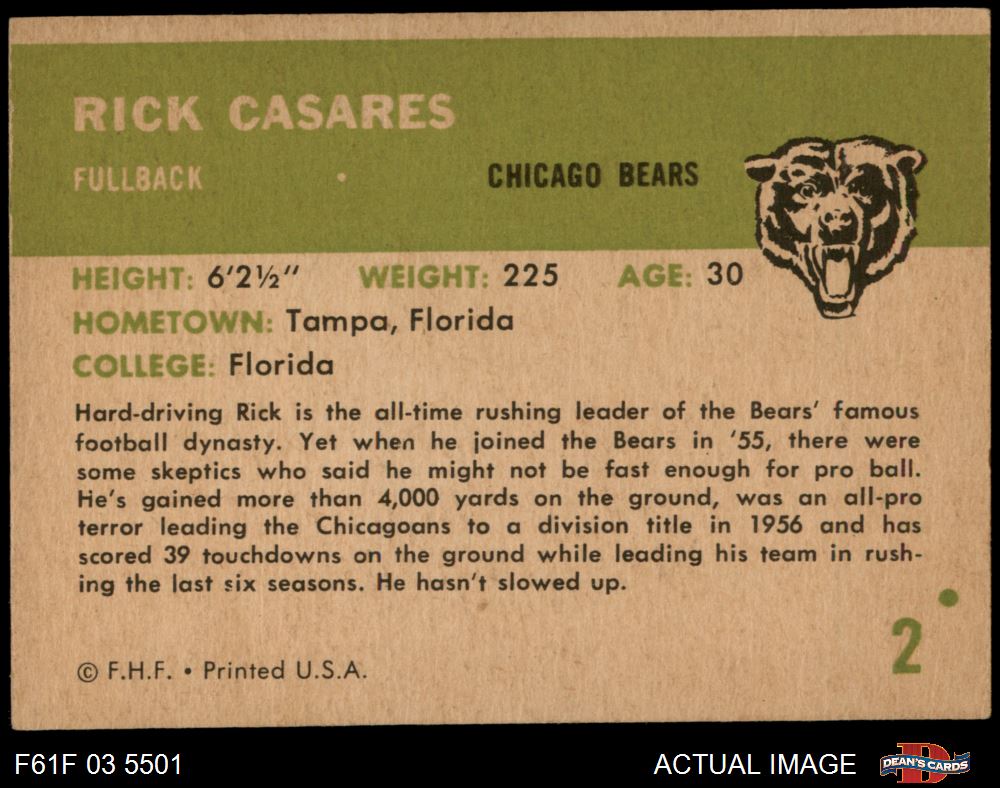 RICK CASARES
FULLBACK
CHICAGO BEARS
HEIGHT: 6'2½" WEIGHT: 225 AGE: 30
HOMETOWN: Tampa, Florida
COLLEGE: Florida
Hard-driving Rick is the all-time rushing leader of the Bears' famous
football dynasty. Yet when he joined the Bears in '55, there were
some skeptics who said he might not be fast enough for pro ball.
He's gained more than 4,000 yards on the ground, was an all-pro
terror leading the Chicagoans to a division title in 1956 and has
scored 39 touchdowns on the ground while leading his team in rush-
ing the last six seasons. He hasn't slowed up.
2
© F.H.F. • Printed U.S.A.
F61F 03 5501
ACTUAL IMAGE
D
DEAN'S CARDS